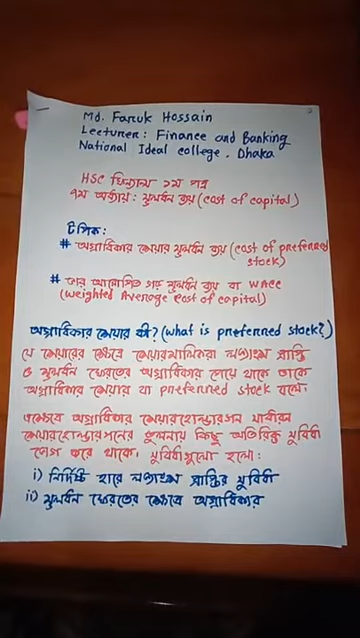 Md. Faruk Hossain
Lecturer: Finance and Banking
National Ideal college, Dhaka
HSC ফিন্যান্স ১ম পত্র
৭ম অধ্যায়: মূলধন ব্যয় (cost of capital)
টপিক:
# অগ্রাধিকার শেয়ার মূলধন ব্যয় (cost of preferred
stock)
# ভার আরোপিত গড় মূলধন ব্যয় বা WACC
(Weighted Average Cost of capital)
অগ্রাধিকার শেয়ার কী? (what is preferred stock?)
যে শেয়ারের ক্ষেত্রে শেয়ারমালিকরা লভ্যাংশ প্রাপ্তি
ও মূলধন ফেরতের অগ্রাধিকার পেয়ে থাকে তাকে
অগ্রাধিকার শেয়ার বা preferred stock বলে।
এক্ষেত্রে অগ্রাধিকার শেয়ারহোল্ডারগন সাধারন
শেয়ারহোল্ডারগনের তুলনায় কিছু অতিরিক্ত সুবিধা
ভোগ করে থাকে। সুবিধাগুলো হলো:
i) নির্দিষ্ট হারে লভ্যাংশ প্রাপ্তির সুবিধা
ii) মূলধন ফেরতের ক্ষেত্রে অগ্রাধিকার